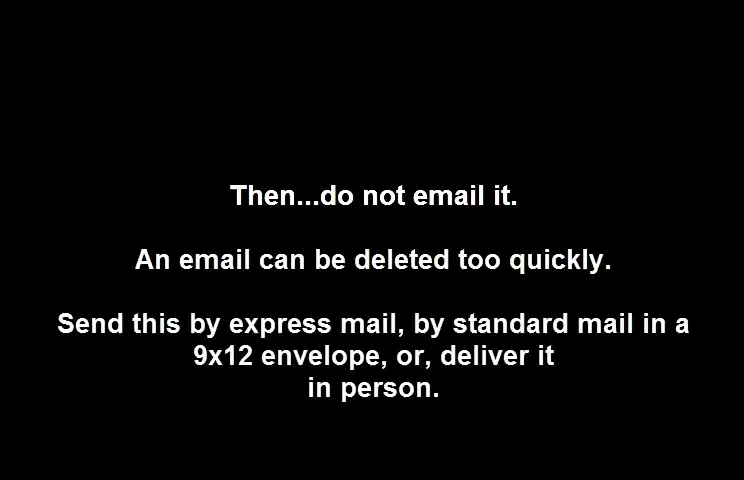 Then...do not email it.
An email can be deleted too quickly.
Send this by express mail, by standard mail in a
9x12 envelope, or, deliver it
in person.